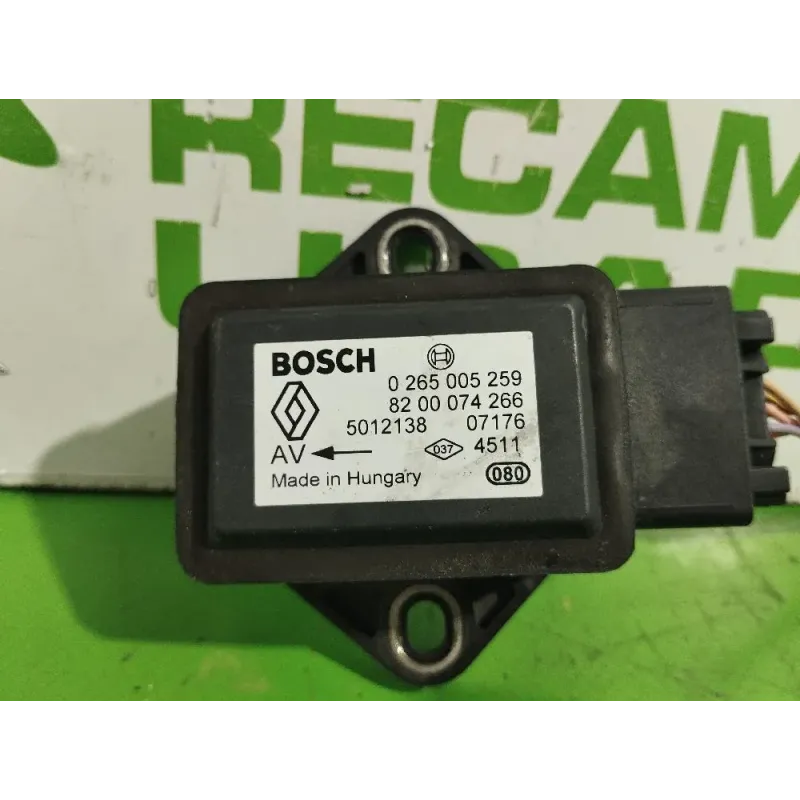 RECAM
BOSCH
0 265 005 259
82 00 074 266
5012138 07176
AV 037 4511
Made in Hungary 080